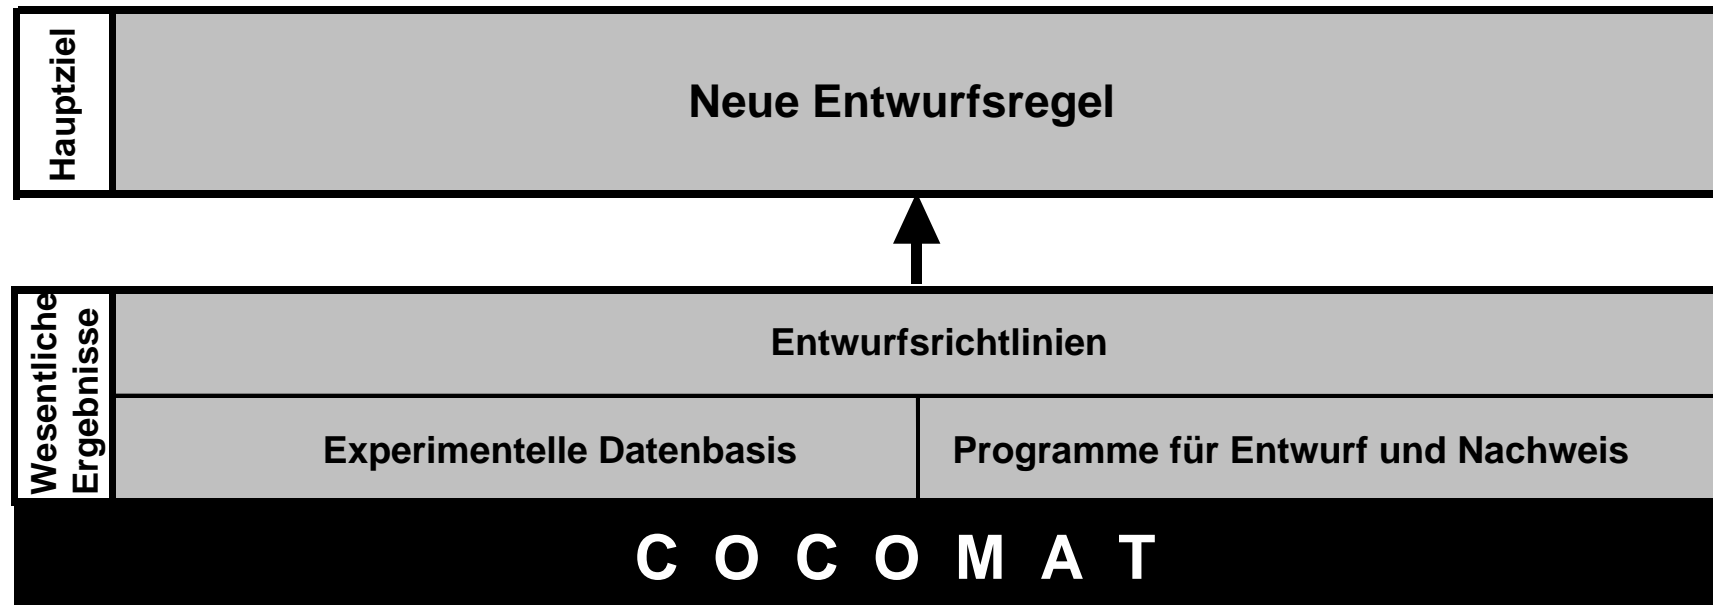 Hauptziel
Neue Entwurfsregel
Wesentliche
Ergebnisse
Entwurfsrichtlinien
Experimentelle Datenbasis
Programme für Entwurf und Nachweis
C O C O M A T